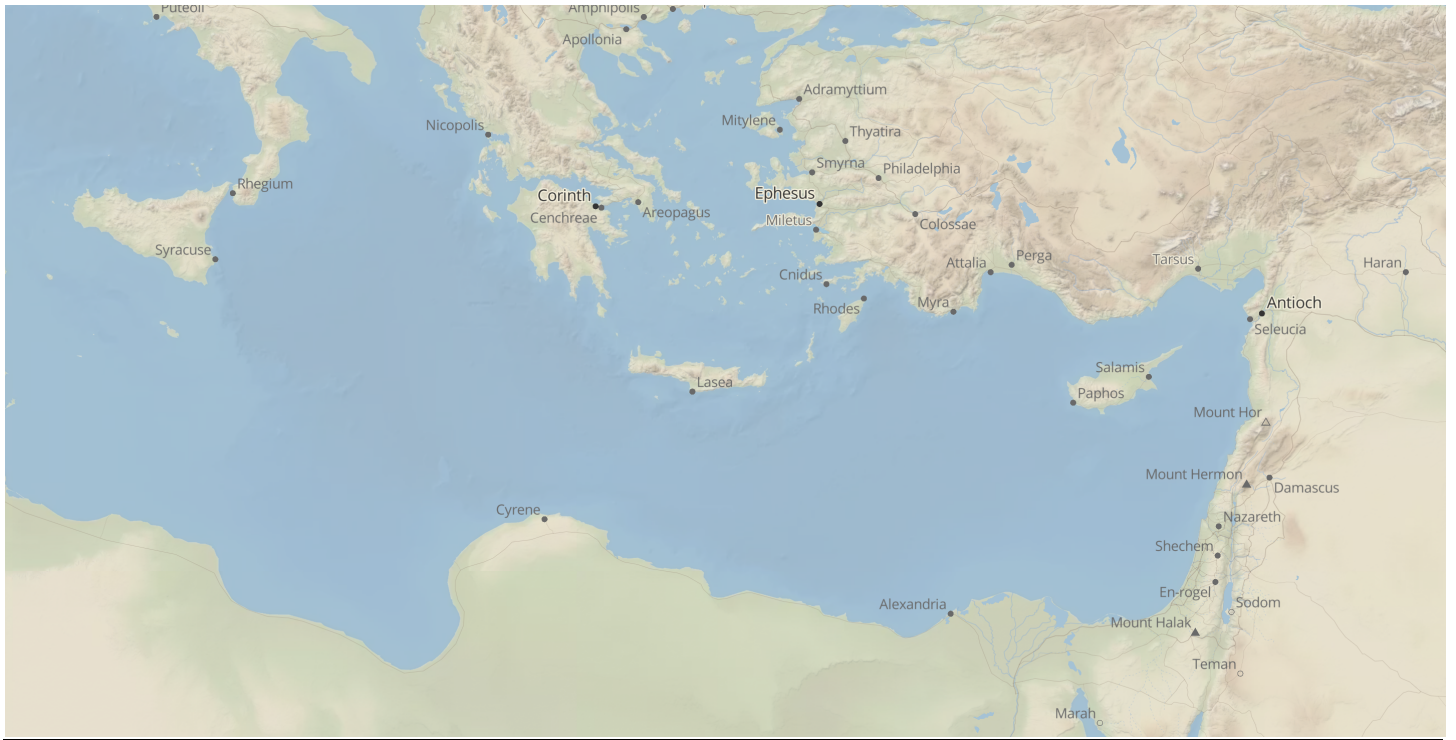 Puteoli
Amphipolis
Apollonia
Adramyttium
Mitylene
Nicopolis
Thyatira
Smyrna
Philadelphia
Rhegium
Corinth
Ephesus
Cenchreae
Areopagus
Miletus
Colossae
Syracuse
Perga
Tarsus
Attalia
Haran
Cnidus
Rhodes
Myra
Antioch
Seleucia
Salamis
Lasea
Paphos
Mount Hor
Mount Hermon
Damascus
Cyrene
Nazareth
Shechem
En-rogel
Alexandria
Sodom
Mount Halak
Teman
Marah